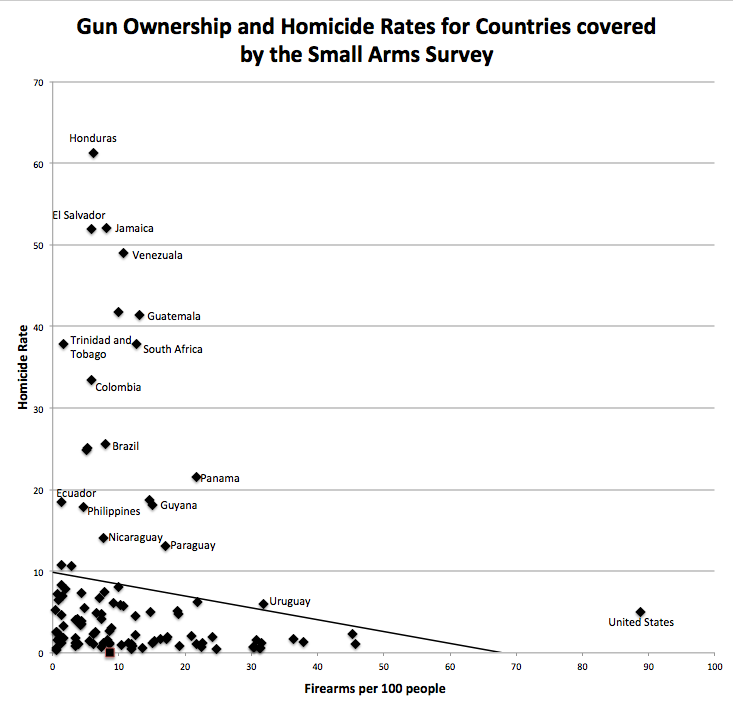 Gun Ownership and Homicide Rates for Countries covered
by the Small Arms Survey
70
Honduras
60
El Salvador
Jamaica
50
Venezuala
40
Guatemala
Trinidad and
Tobago
South Africa
Colombia
30
Brazil
Panama
20
Ecuador
Philippines
Guyana
Nicaraguay
Paraguay
10
Uruguay
United States
0
Homicide Rate
0 10 20 30 40 50 60 70 80 90 100
Firearms per 100 people